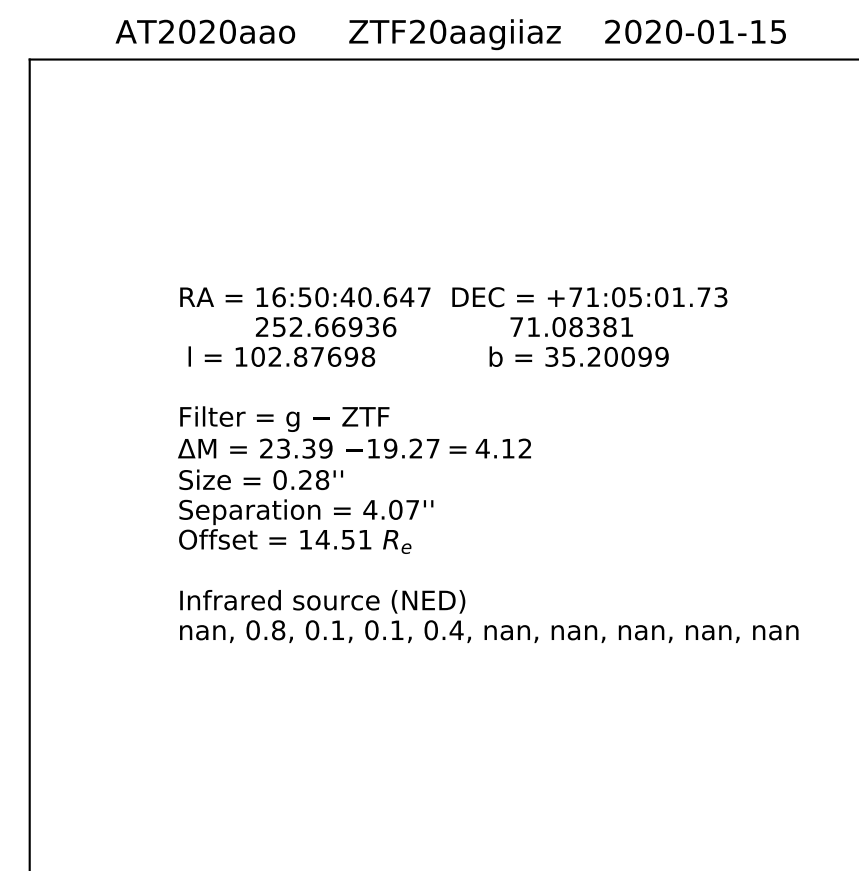 AT2020aao ZTF20aagiiaz 2020-01-15
RA = 16:50:40.647 DEC = +71:05:01.73
252.66936 71.08381
l = 102.87698 b = 35.20099
Filter = g − ZTF
ΔM = 23.39 −19.27 = 4.12
Size = 0.28''
Separation = 4.07''
Offset = 14.51 Re
Infrared source (NED)
nan, 0.8, 0.1, 0.1, 0.4, nan, nan, nan, nan, nan